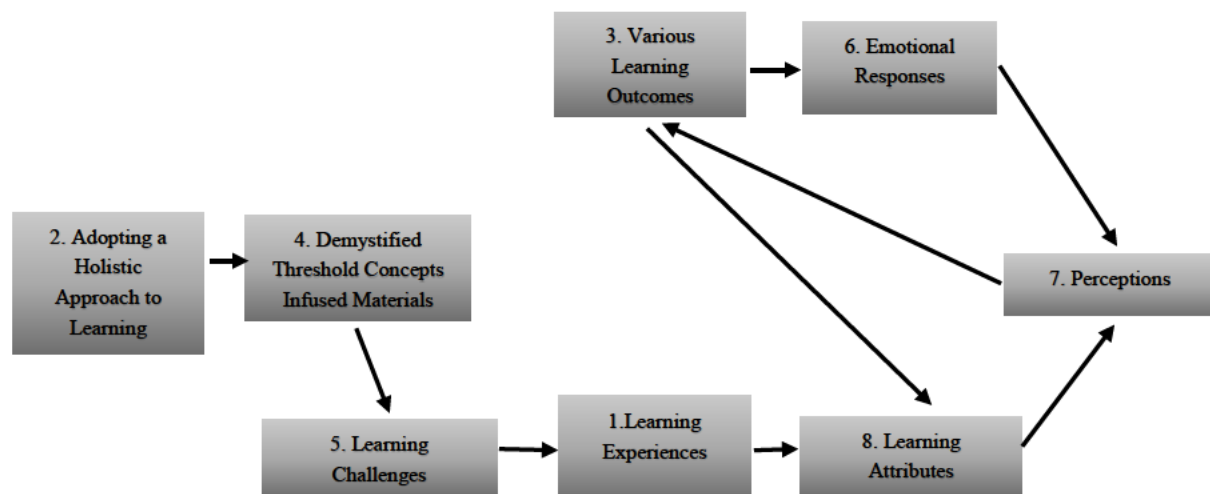 3. Various
Learning
Outcomes
6. Emotional
Responses
2. Adopting a
Holistic
Approach to
Learning
4. Demystified
Threshold Concepts
Infused Materials
7. Perceptions
5. Learning
Challenges
1.Learning
Experiences
8. Learning
Attributes